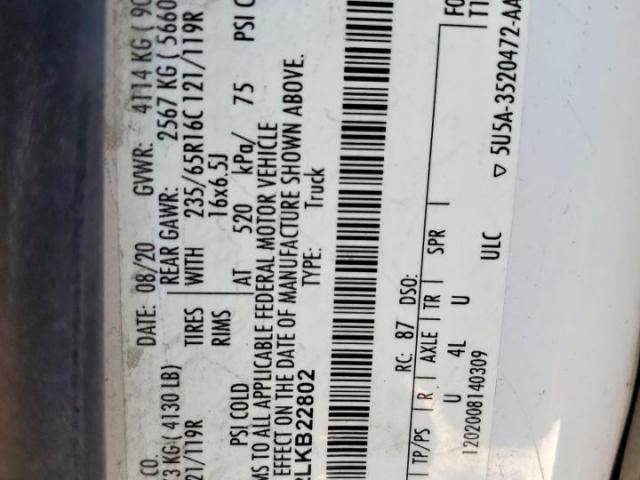 CO. DATE: 08/20 GVWR: 4114 KG ( 90
73 KG ( 4130 LB) REAR GAWR: 2567 KG ( 5660
21/119R TIRES WITH 235/65R16C 121/119R
RIMS 16x6.5J
PSI COLD AT 520 kPa/ 75 PSI C
MS TO ALL APPLICABLE FEDERAL MOTOR VEHICLE
EFFECT ON THE DATE OF MANUFACTURE SHOWN ABOVE.
LKB22802 TYPE: Truck
RC: 87 DSO: FO
TP/PS R AXLE TR SPR T1
U 4L U
1202008140309 ULC ▽ 5U5A-3520472-AA